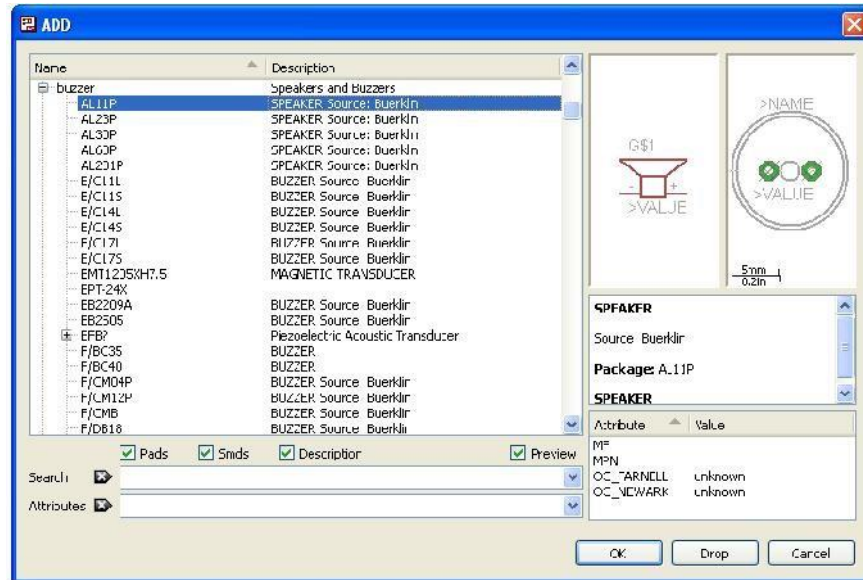 ADD
Name Description
buzzer Speakers and Buzzers
AL11P SPEAKER Source: Buerklin
AL23P SPEAKER Source: Buerklin
AL30P SPEAKER Source: Buerklin
AL60P SPEAKER Source: Buerklin
AL201P SPEAKER Source: Buerklin
F/C11L BUZZER Source Buerklin
F/C11S BUZZER Source Buerklin
F/C14L BUZZER Source Buerklin
F/C14S BUZZER Source Buerklin
F/C17L BUZZER Source Buerklin
F/C17S BUZZER Source Buerklin
EMT1205XH7.5 MAGNETIC TRANSDUCER
EPT-24X
EB2209A BUZZER Source Buerklin
EB2505 BUZZER Source Buerklin
EFB? Piezoelectric Acoustic Transducer
F/BC35 BUZZER
F/BC40 BUZZER
F/CM04P BUZZER Source Buerklin
F/CM12P BUZZER Source Buerklin
F/CMB BUZZER Source Buerklin
F/DB18 BUZZER Source Buerklin
Pads Smds Description Preview
Search
Attributes
G$1
- +
>VALUE
>NAME
>VALUE
5mm
0.2in
SPEAKER
Source Buerklin
Package: AL11P
SPEAKER
Attribute Value
MF
MPN
OC_FARNELL unknown
OC_NEWARK unknown
OK Drop Cancel